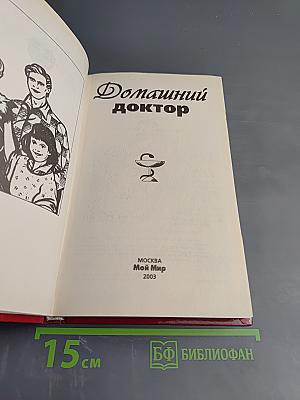 Домашний
доктор
МОСКВА
Мой Мир
2003
15 см
БФ БИБЛИОФАН